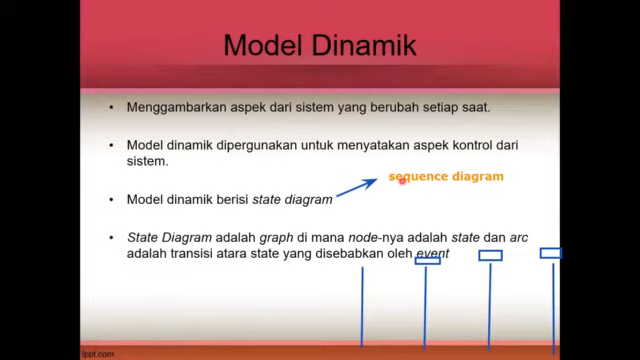 Model Dinamik
• Menggambarkan aspek dari sistem yang berubah setiap saat.
• Model dinamik dipergunakan untuk menyatakan aspek kontrol dari
sistem.
sequence diagram
• Model dinamik berisi state diagram
• State Diagram adalah graph di mana node-nya adalah state dan arc
adalah transisi atara state yang disebabkan oleh event
fppt.com